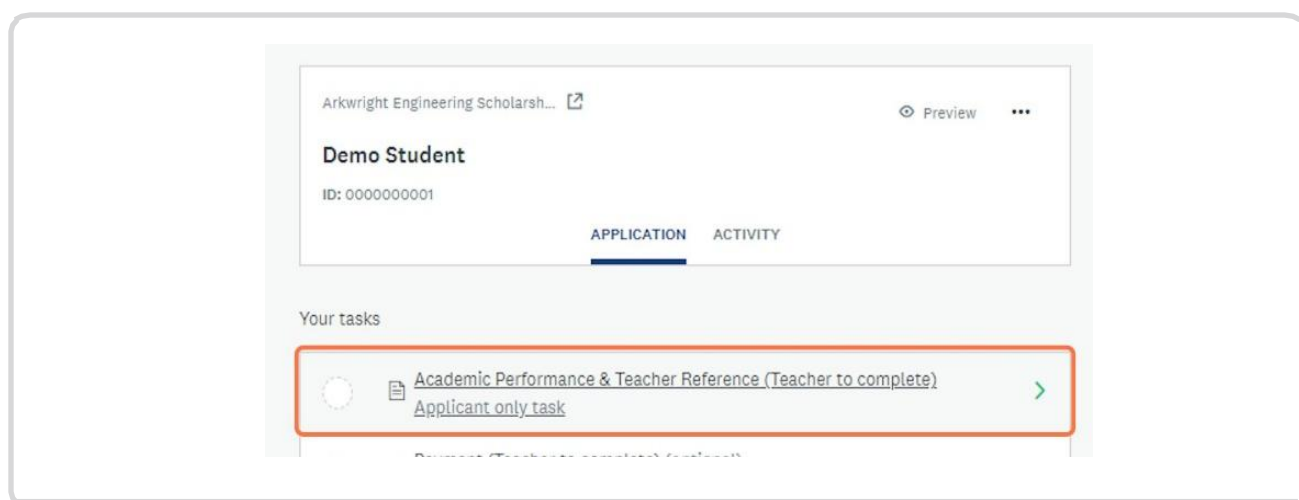 Arkwright Engineering Scholarsh...
Preview
Demo Student
ID: 0000000001
APPLICATION ACTIVITY
Your tasks
Academic Performance & Teacher Reference (Teacher to complete)
Applicant only task